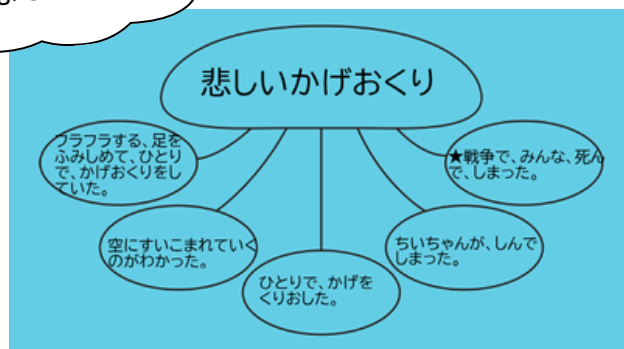 悲しいかげおくり
フラフラする、足を
ふみしめて、ひとり
で、かげおくりをし
ていた。
空にすいこまれていく
のがわかった。
ひとりで、かげを
くりおした。
ちいちゃんが、しんで
しまった。
★戦争で、みんな、死ん
で、しまった。